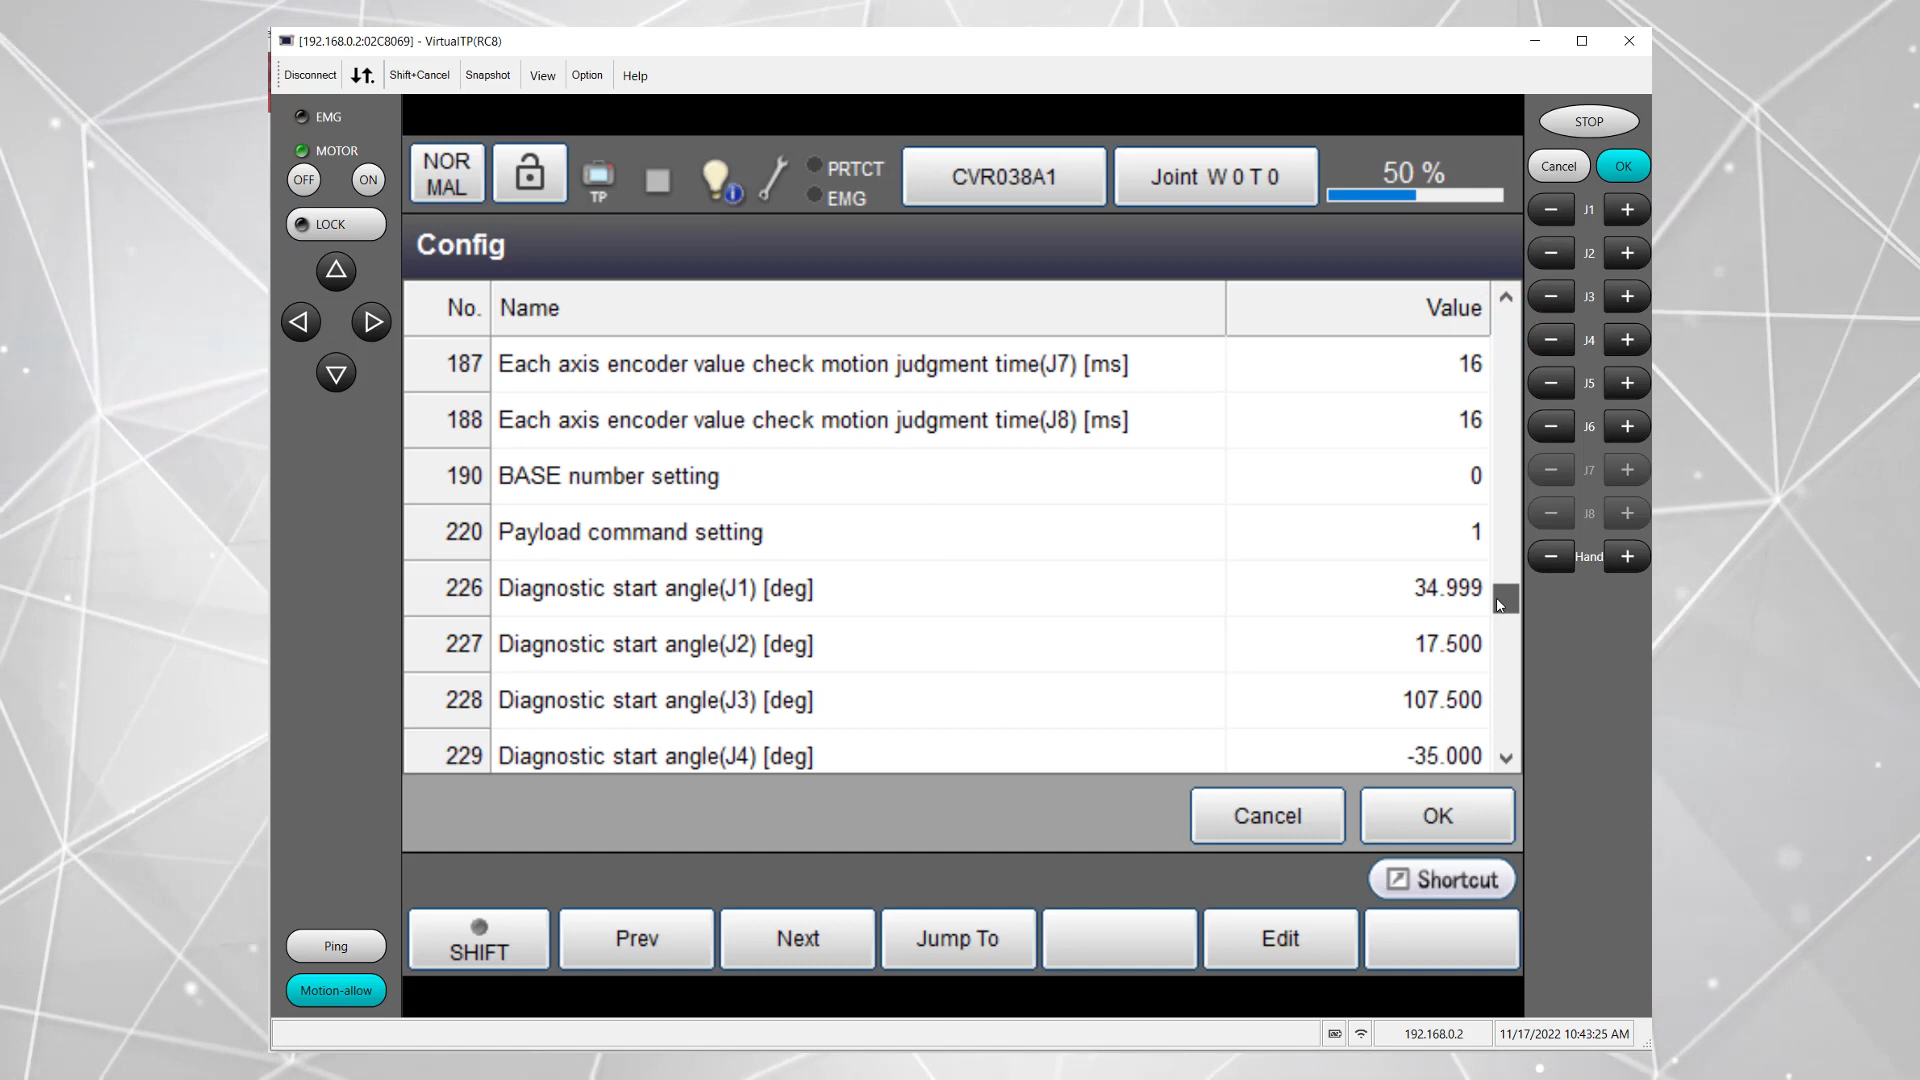 [192.168.0.2:02C8069] - VirtualTP(RC8)
Disconnect Shift+Cancel Snapshot View Option Help
EMG
MOTOR
OFF ON
LOCK
NOR
MAL
TP
PRTCT
EMG
CVR038A1
Joint W 0 T 0
50 %
STOP
Cancel OK
J1
J2
J3
J4
J5
J6
J7
J8
Hand
Config
No. Name Value
187 Each axis encoder value check motion judgment time(J7) [ms] 16
188 Each axis encoder value check motion judgment time(J8) [ms] 16
190 BASE number setting 0
220 Payload command setting 1
226 Diagnostic start angle(J1) [deg] 34.999
227 Diagnostic start angle(J2) [deg] 17.500
228 Diagnostic start angle(J3) [deg] 107.500
229 Diagnostic start angle(J4) [deg] -35.000
Cancel OK
Shortcut
SHIFT Prev Next Jump To Edit
Ping
Motion-allow
192.168.0.2 11/17/2022 10:43:25 AM